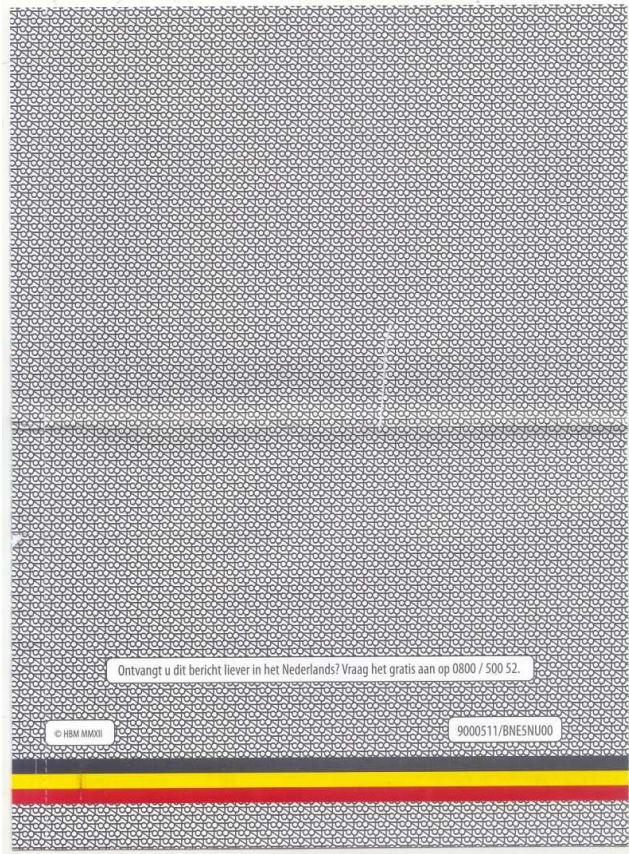 Ontvangt u dit bericht liever in het Nederlands? Vraag het gratis aan op 0800 / 500 52.
© HBM MMXII
9000511/BNE5NU00